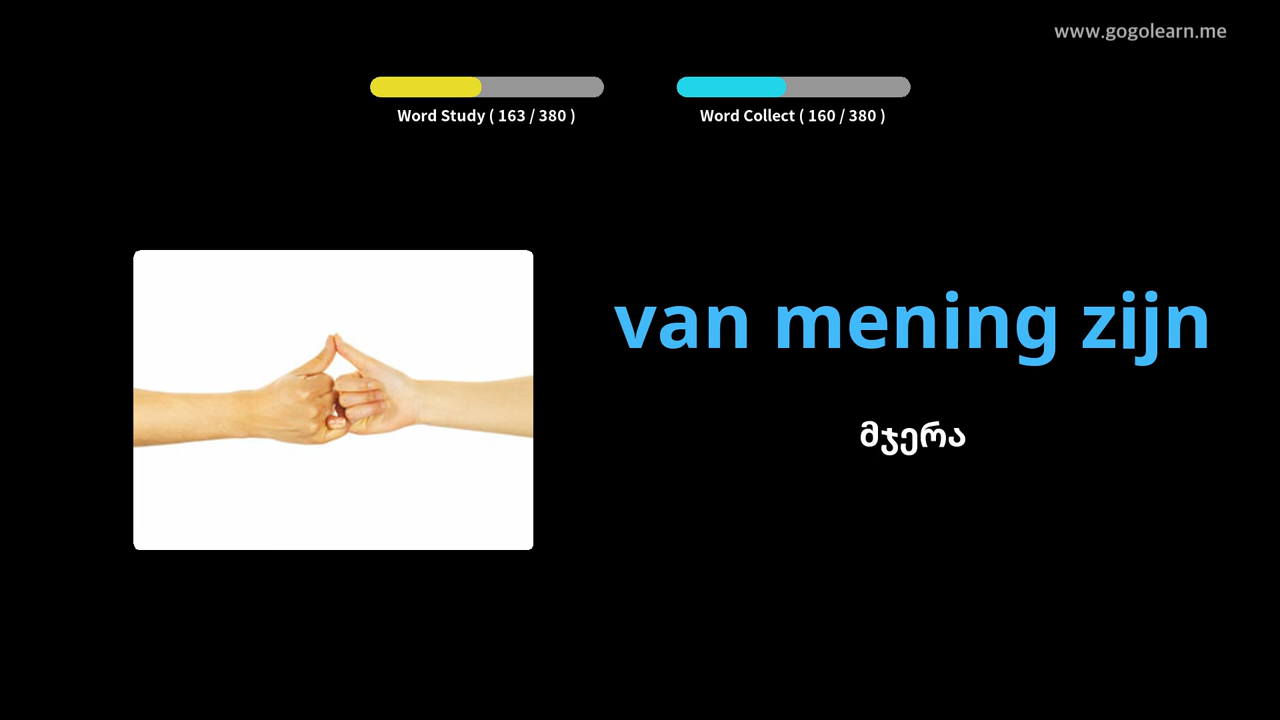 www.gogolearn.me
Word Study ( 163 / 380 )
Word Collect ( 160 / 380 )
van mening zijn
მჯერა